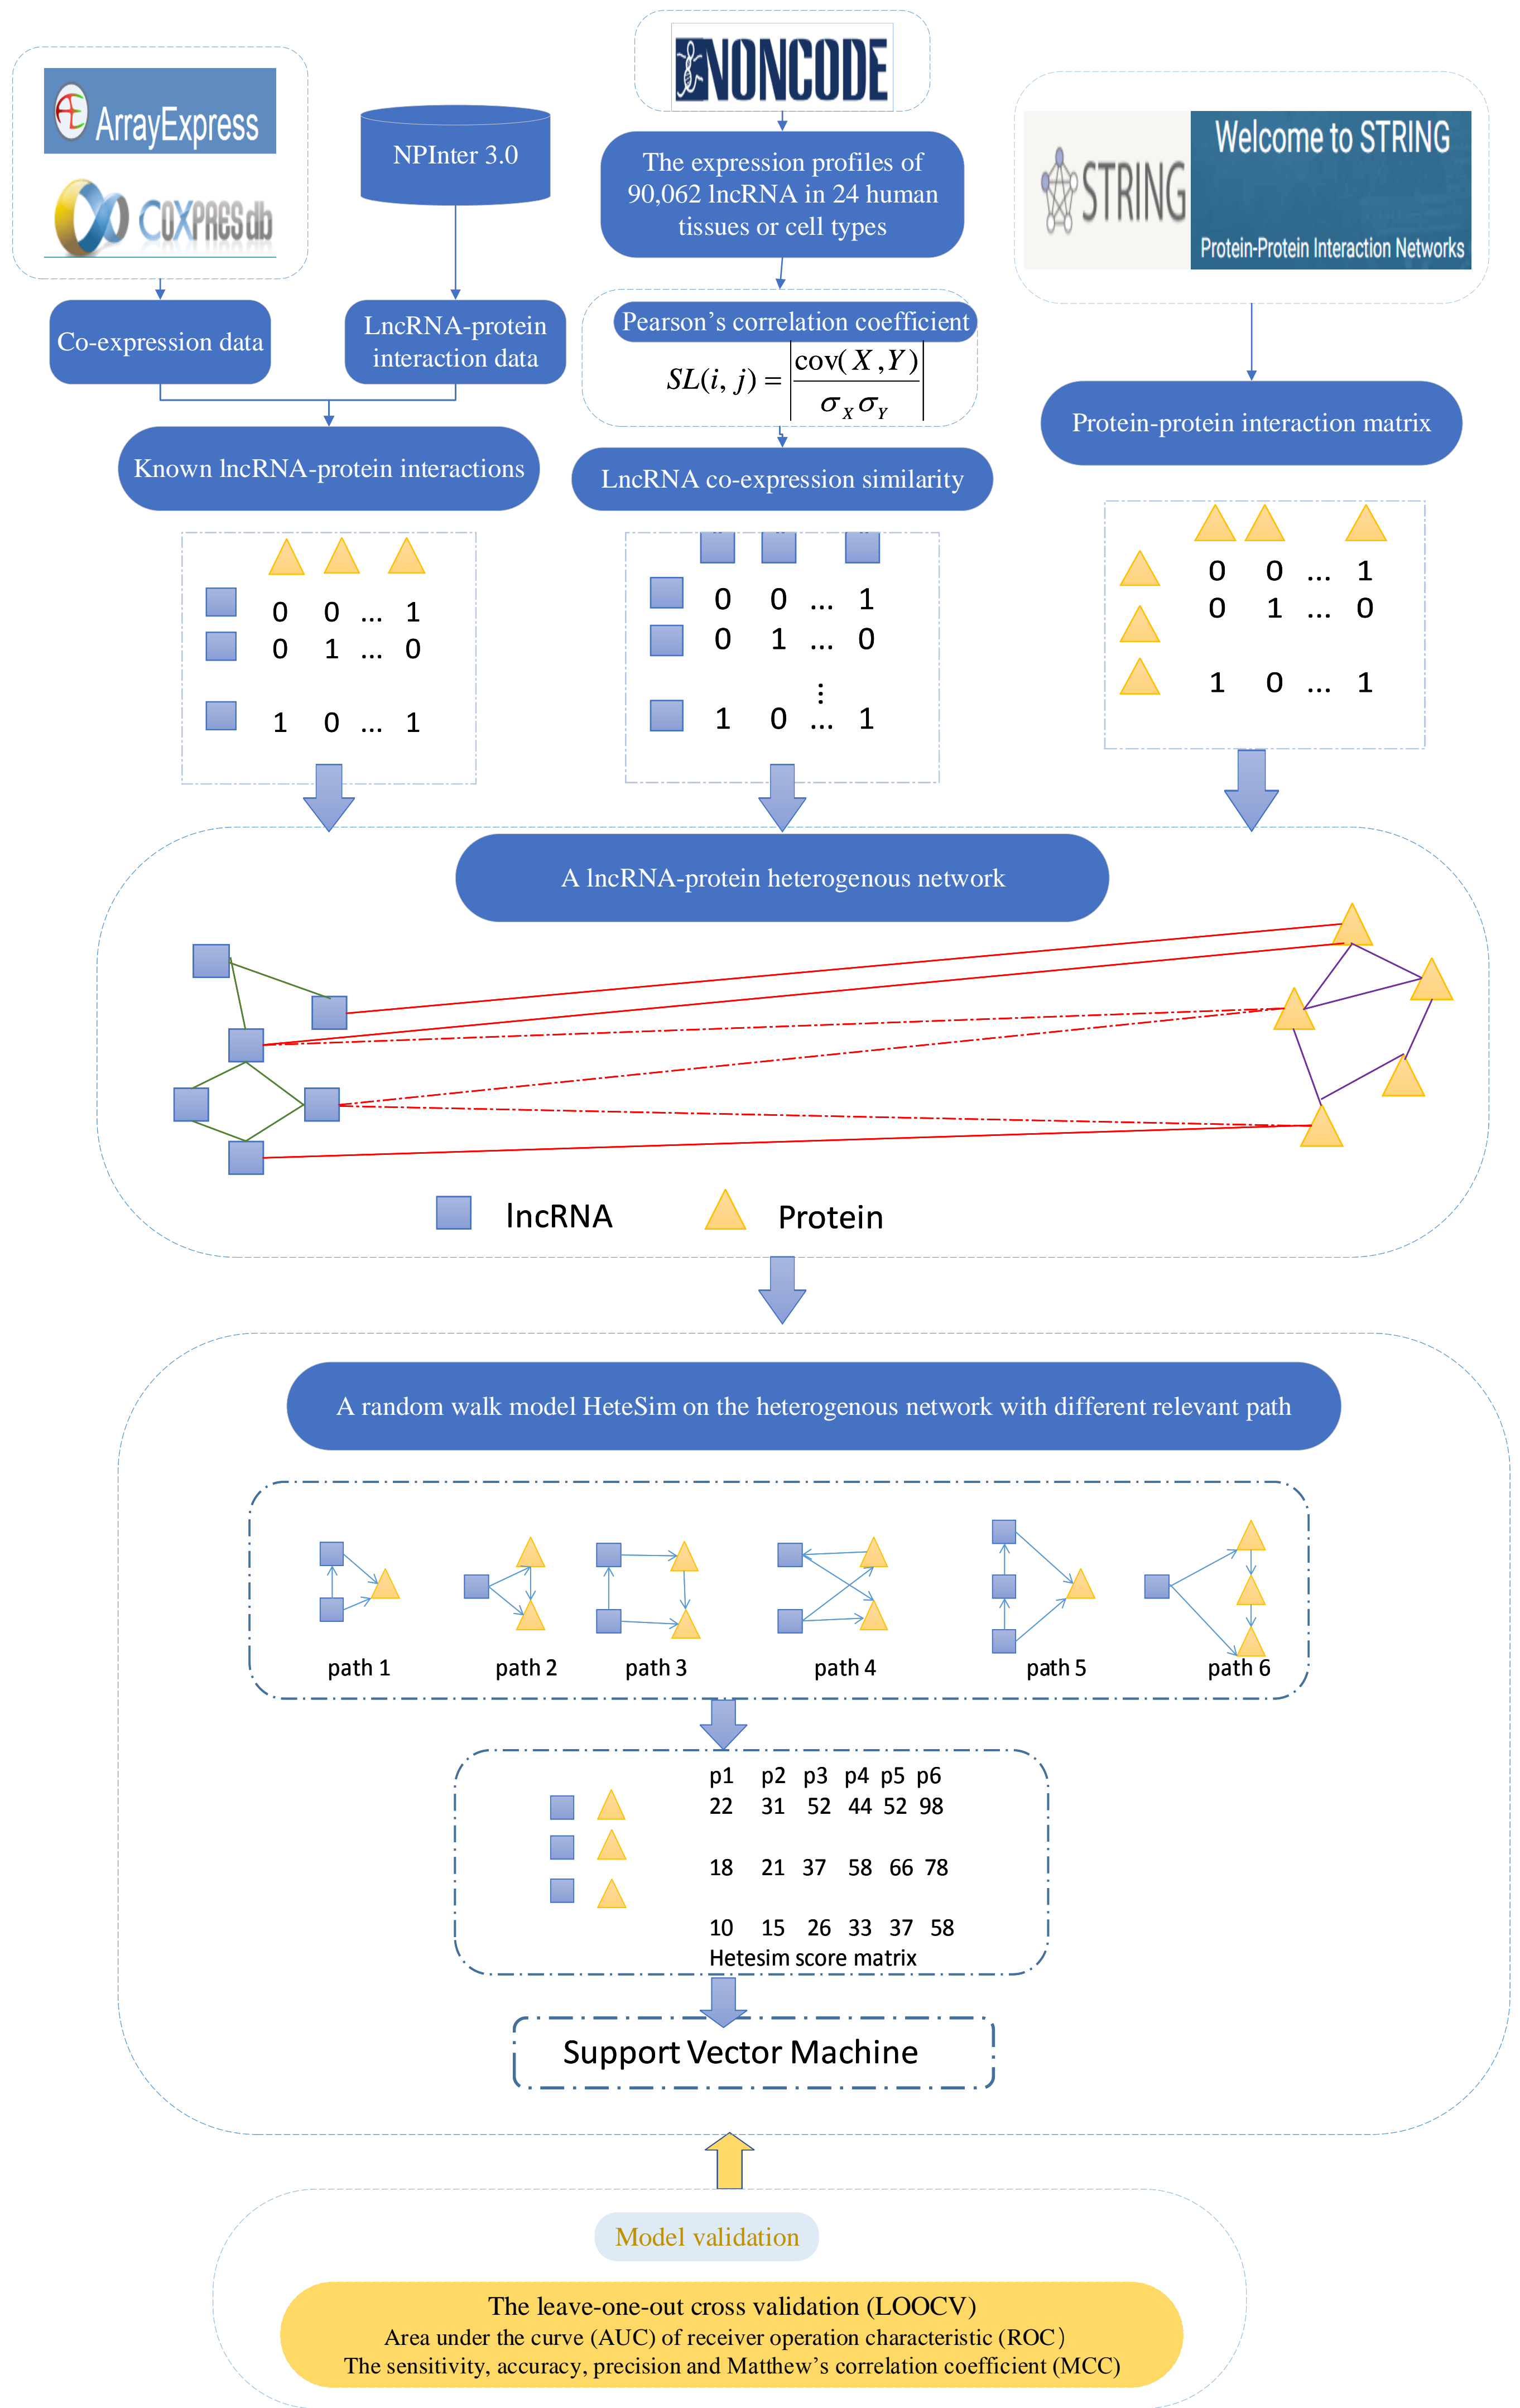 ArrayExpress
COXPRESdb
NPInter 3.0
NONCODE
The expression profiles of
90,062 lncRNA in 24 human
tissues or cell types
STRING
Welcome to STRING
Protein-Protein Interaction Networks
Co-expression data
LncRNA-protein
interaction data
Pearson's correlation coefficient
SL(i, j) = |cov(X,Y) / σX σY|
Known lncRNA-protein interactions
LncRNA co-expression similarity
Protein-protein interaction matrix
0 0 ... 1
0 1 ... 0
1 0 ... 1
0 0 ... 1
0 1 ... 0
⋮
1 0 ... 1
0 0 ... 1
0 1 ... 0
1 0 ... 1
A lncRNA-protein heterogenous network
lncRNA Protein
A random walk model HeteSim on the heterogenous network with different relevant path
path 1 path 2 path 3 path 4 path 5 path 6
p1 p2 p3 p4 p5 p6
22 31 52 44 52 98
18 21 37 58 66 78
10 15 26 33 37 58
Hetesim score matrix
Support Vector Machine
Model validation
The leave-one-out cross validation (LOOCV)
Area under the curve (AUC) of receiver operation characteristic (ROC)
The sensitivity, accuracy, precision and Matthew's correlation coefficient (MCC)